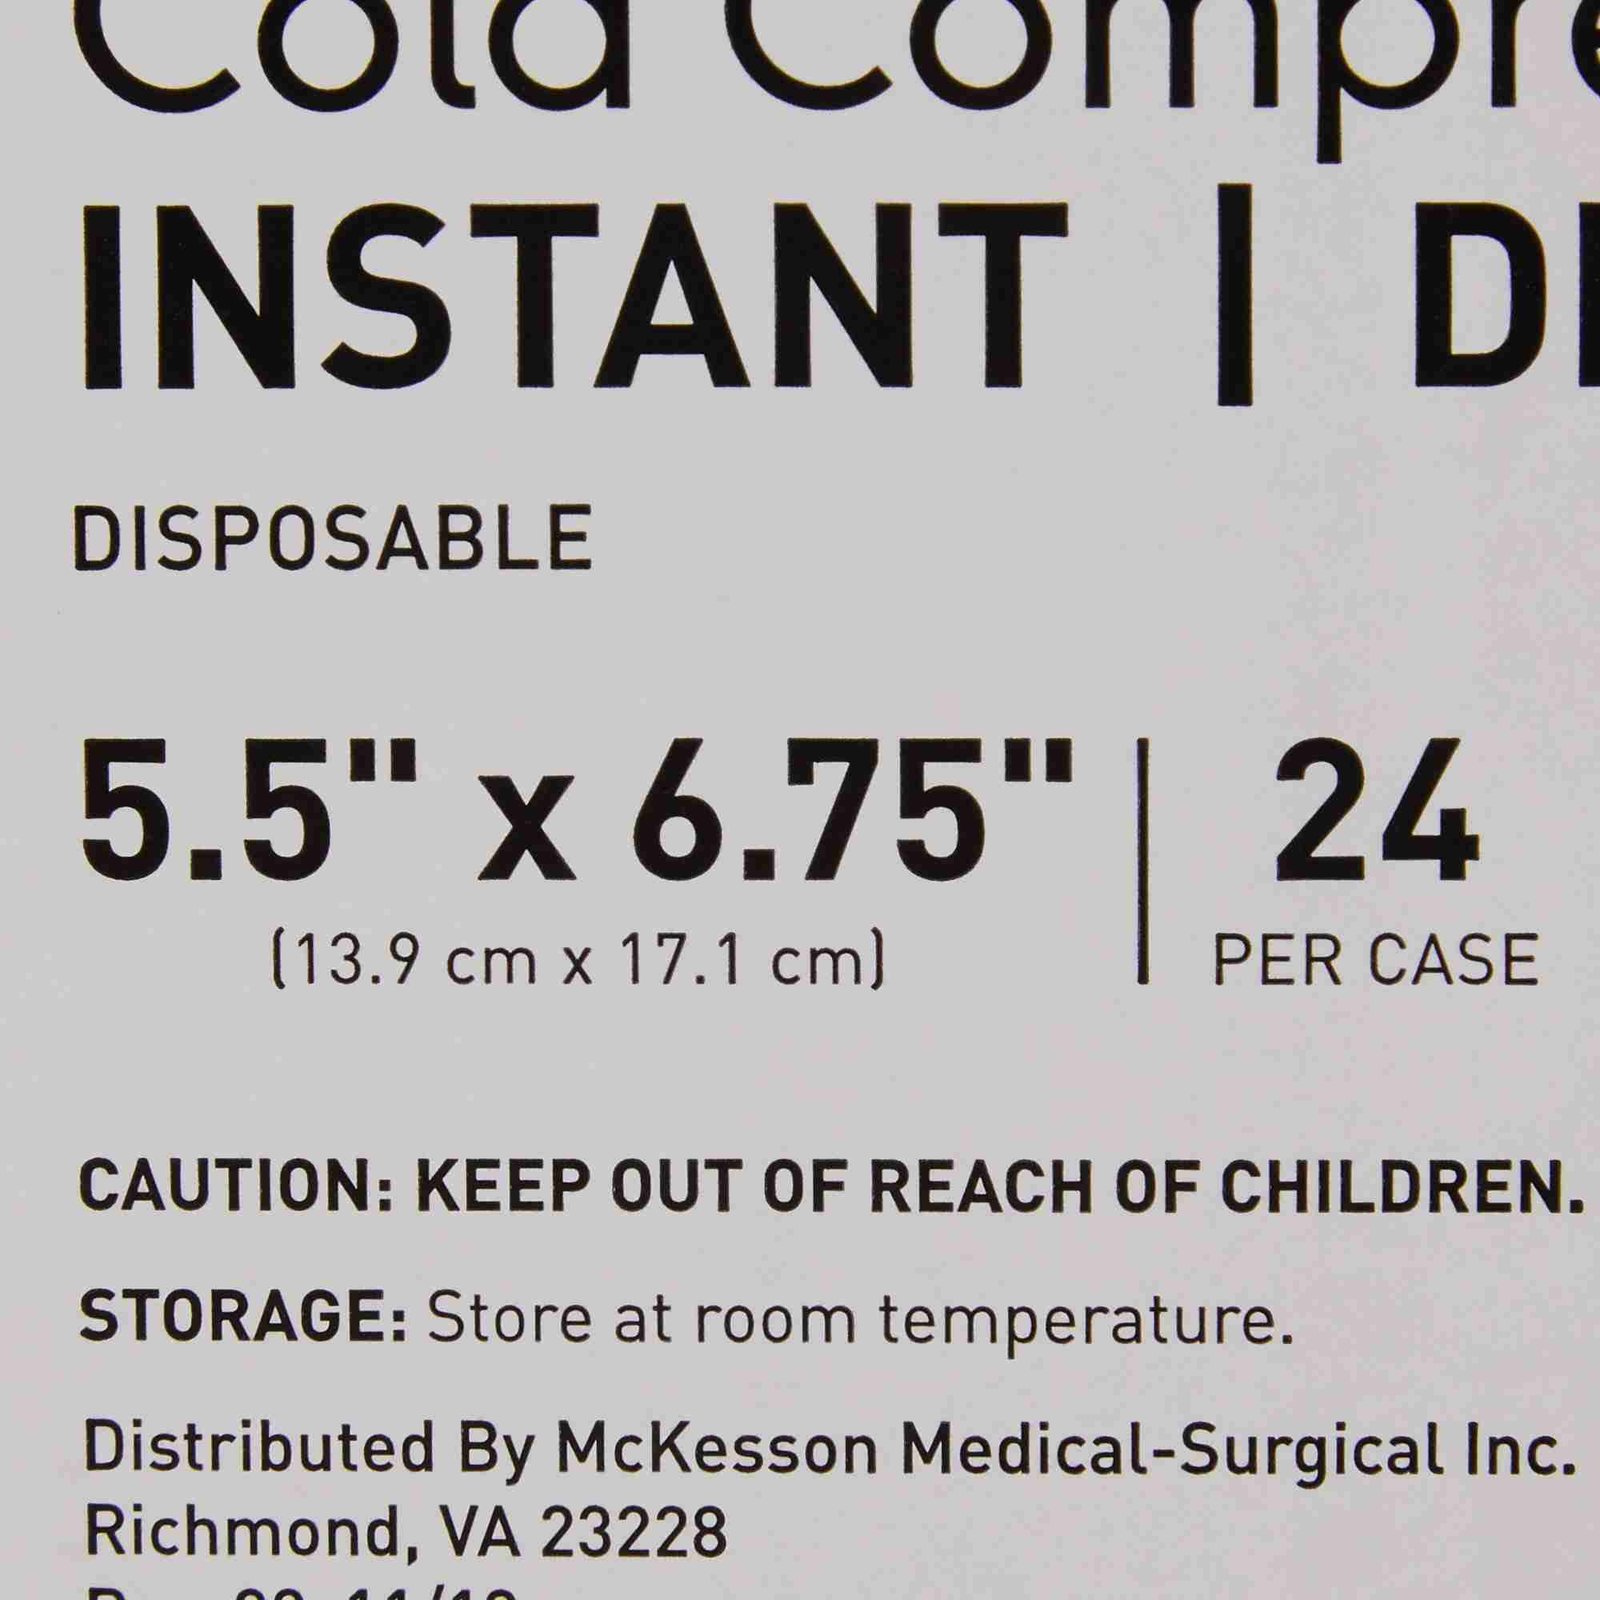 Cold
INSTANT |
DISPOSABLE
5.5" x 6.75" | 24
(13.9 cm x 17.1 cm) PER CASE
CAUTION: KEEP OUT OF REACH OF CHILDREN.
STORAGE: Store at room temperature.
Distributed By McKesson Medical-Surgical Inc.
Richmond, VA 23228